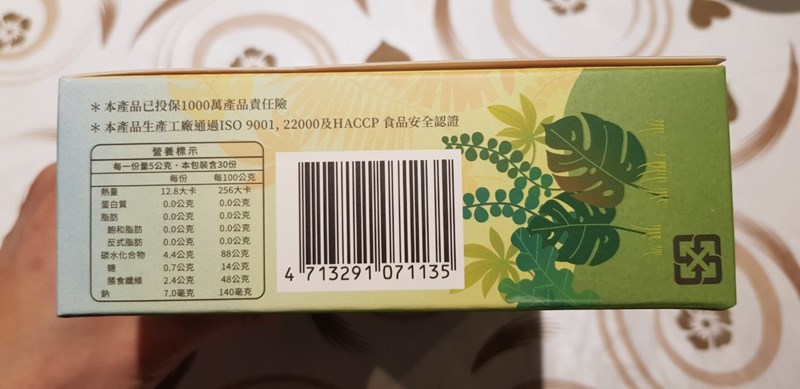 ＊本產品已投保1000萬產品責任險
＊本產品生產工廠通過ISO 9001, 22000及HACCP 食品安全認證
營養標示
每一份量5公克，本包裝含30份
每份 每100公克
熱量 12.8大卡 256大卡
蛋白質 0.0公克 0.0公克
脂肪 0.0公克 0.0公克
飽和脂肪 0.0公克 0.0公克
反式脂肪 0.0公克 0.0公克
碳水化合物 4.4公克 88公克
糖 0.7公克 14公克
膳食纖維 2.4公克 48公克
鈉 7.0毫克 140毫克
4 713291 071135